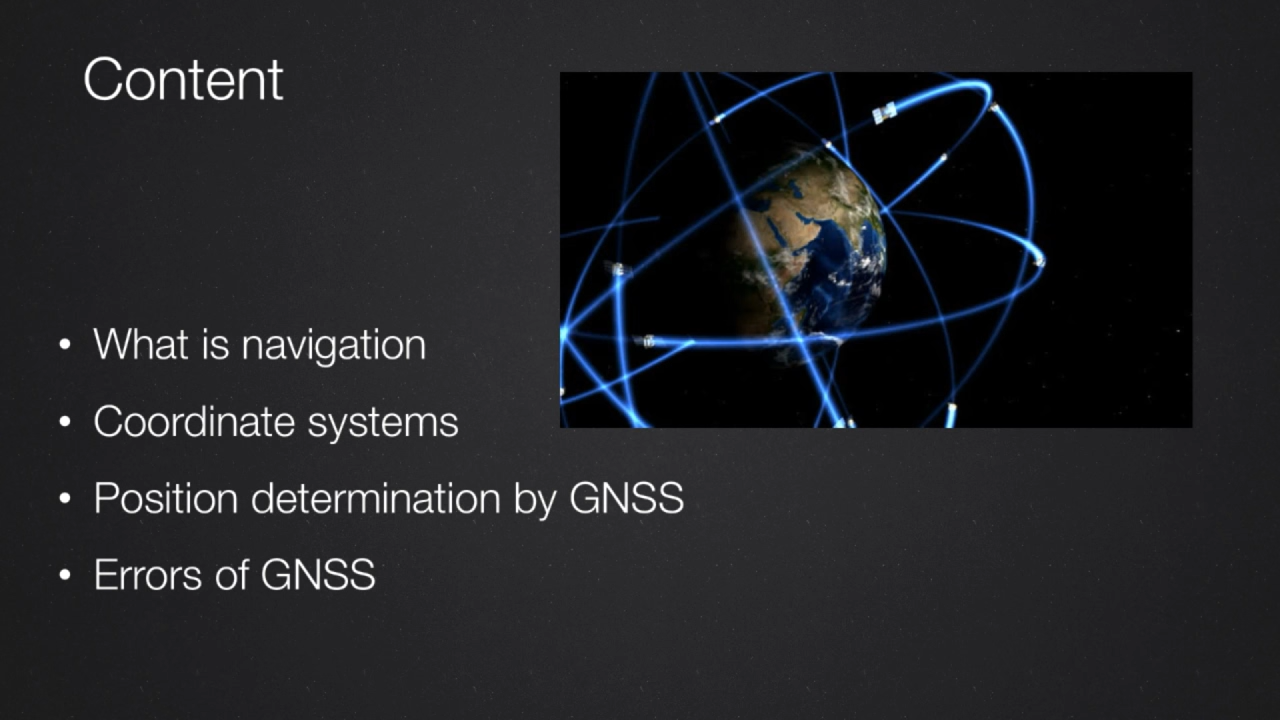 Content
• What is navigation
• Coordinate systems
• Position determination by GNSS
• Errors of GNSS